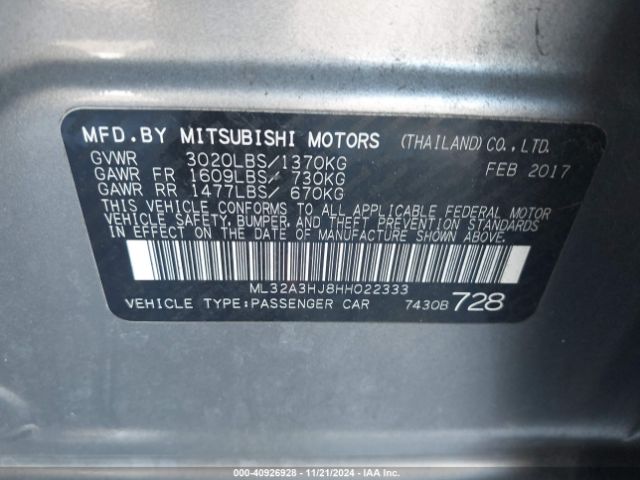 MFD.BY MITSUBISHI MOTORS (THAILAND) CO.,LTD.
GVWR 3020LBS/1370KG FEB 2017
GAWR FR 1609LBS/ 730KG
GAWR RR 1477LBS/ 670KG
THIS VEHICLE CONFORMS TO ALL APPLICABLE FEDERAL MOTOR
VEHICLE SAFETY, BUMPER, AND THEFT PREVENTION STANDARDS
IN EFFECT ON THE DATE OF MANUFACTURE SHOWN ABOVE.
ML32A3HJ8HH022333
VEHICLE TYPE:PASSENGER CAR 7430B 728
000-40926928 - 11/21/2024 - IAA Inc.